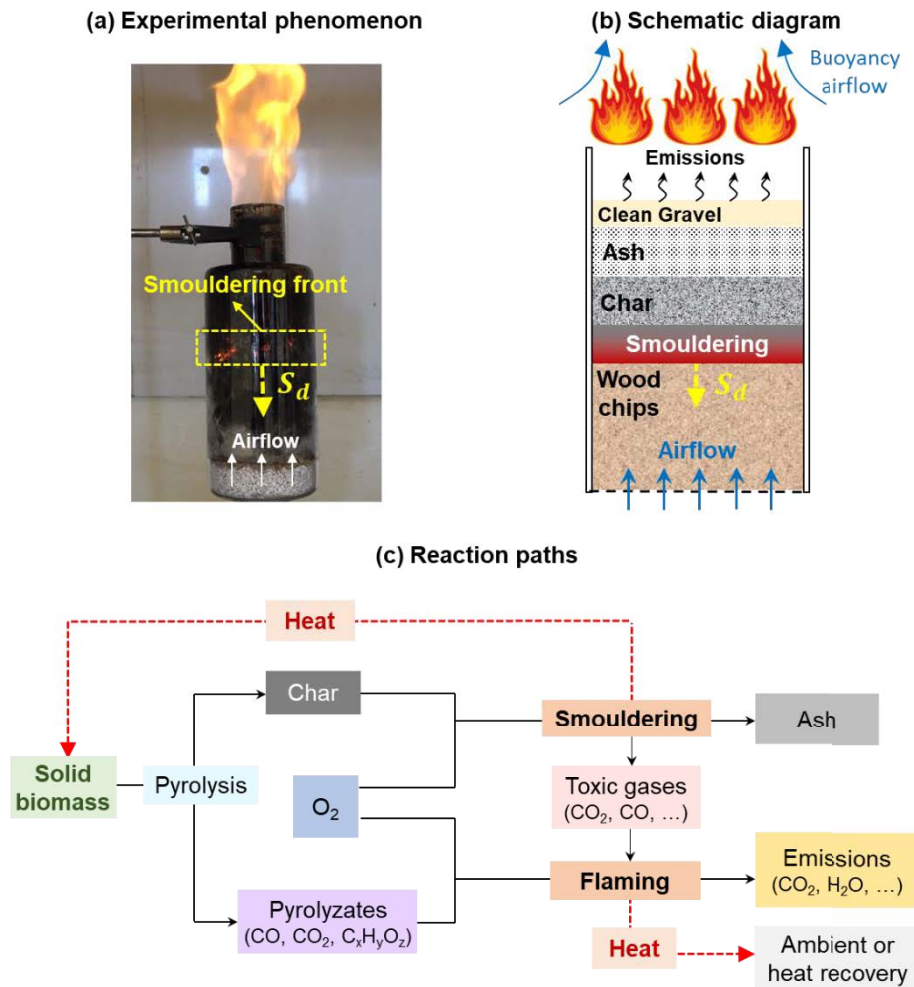 (a) Experimental phenomenon
Smouldering front
S_d
Airflow
(b) Schematic diagram
Buoyancy
airflow
Emissions
Clean Gravel
Ash
Char
Smouldering
Wood
chips
S_d
Airflow
(c) Reaction paths
Heat
Char
Smouldering
Ash
Solid
biomass
Pyrolysis
O₂
Toxic gases
(CO₂, CO, ...)
Flaming
Emissions
(CO₂, H₂O, ...)
Pyrolyzates
(CO, CO₂, CₓHᵧO_z)
Heat
Ambient or
heat recovery